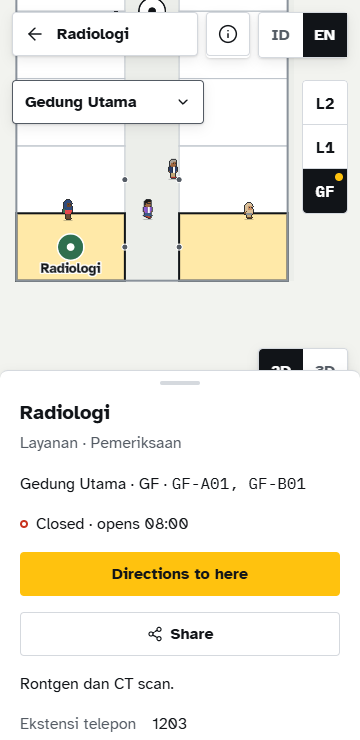 Radiologi
ID
EN
Gedung Utama
L2
L1
GF
Radiologi
Radiologi
Layanan · Pemeriksaan
Gedung Utama · GF · GF-A01, GF-B01
Closed · opens 08:00
Directions to here
Share
Rontgen dan CT scan.
Ekstensi telepon 1203